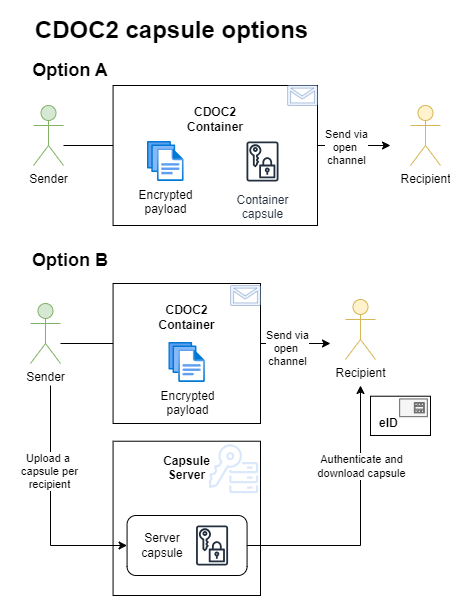 CDOC2 capsule options
Option A
CDOC2
Container
Sender
Encrypted
payload
Container
capsule
Send via
open
channel
Recipient
Option B
CDOC2
Container
Sender
Encrypted
payload
Send via
open
channel
Recipient
eID
Upload a
capsule per
recipient
Capsule
Server
Server
capsule
Authenticate and
download capsule